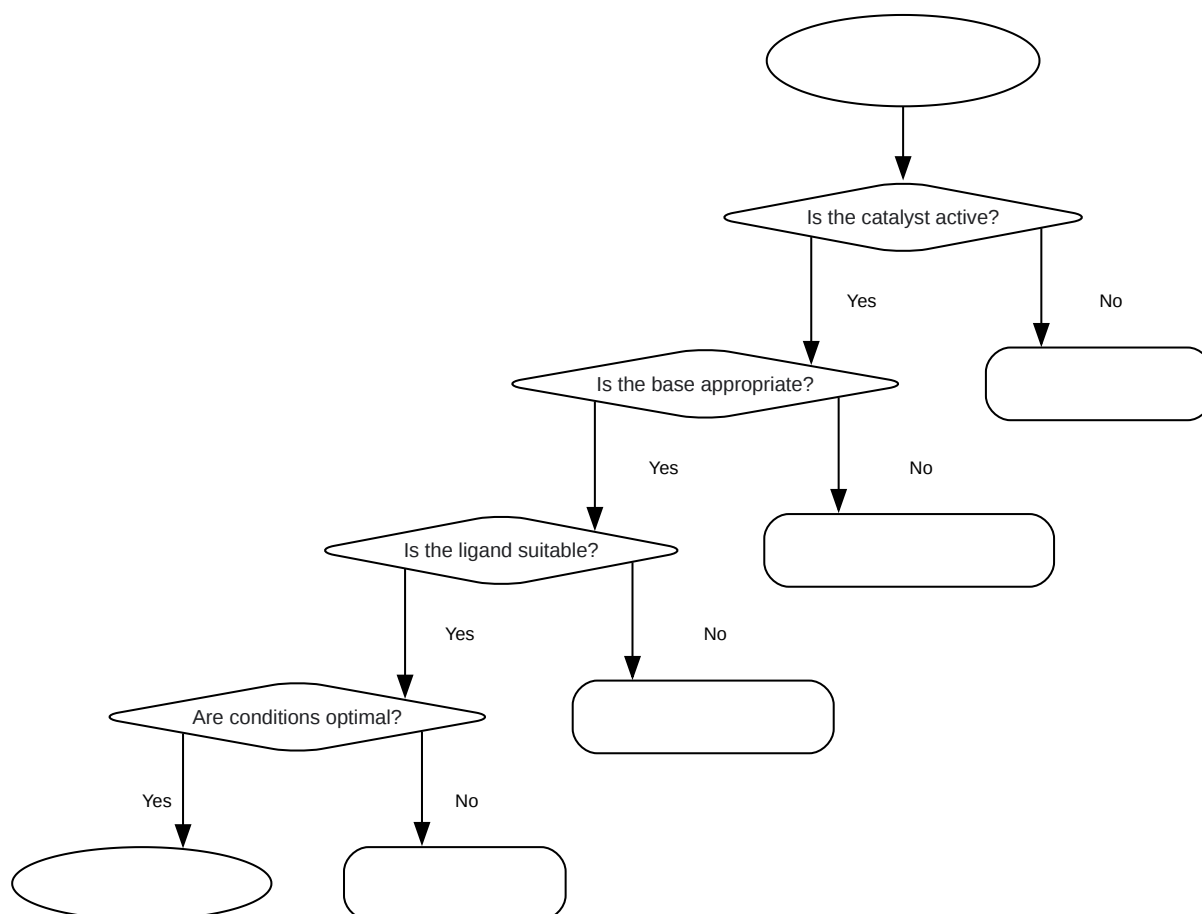 Is the catalyst active?
Yes
No
Is the base appropriate?
Yes
No
Is the ligand suitable?
Yes
No
Are conditions optimal?
Yes
No